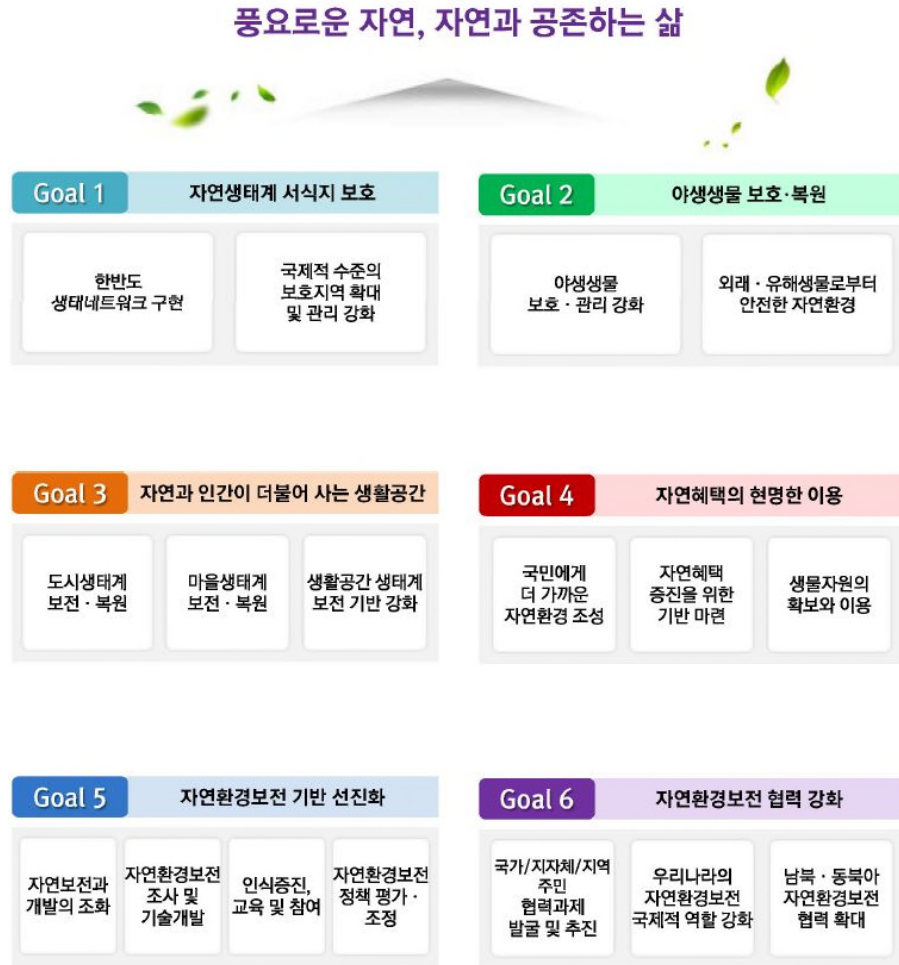 풍요로운 자연, 자연과 공존하는 삶
Goal 1
자연생태계 서식지 보호
한반도
생태네트워크 구현
국제적 수준의
보호지역 확대
및 관리 강화
Goal 2
야생생물 보호·복원
야생생물
보호·관리 강화
외래·유해생물로부터
안전한 자연환경
Goal 3
자연과 인간이 더불어 사는 생활공간
도시생태계
보전·복원
마을생태계
보전·복원
생활공간 생태계
보전 기반 강화
Goal 4
자연혜택의 현명한 이용
국민에게
더 가까운
자연환경 조성
자연혜택
증진을 위한
기반 마련
생물자원의
확보와 이용
Goal 5
자연환경보전 기반 선진화
자연보전과
개발의 조화
자연환경보전
조사 및
기술개발
인식증진,
교육 및 참여
자연환경보전
정책 평가·
조정
Goal 6
자연환경보전 협력 강화
국가/지자체/지역
주민
협력과제
발굴 및 추진
우리나라의
자연환경보전
국제적 역할 강화
남북·동북아
자연환경보전
협력 확대